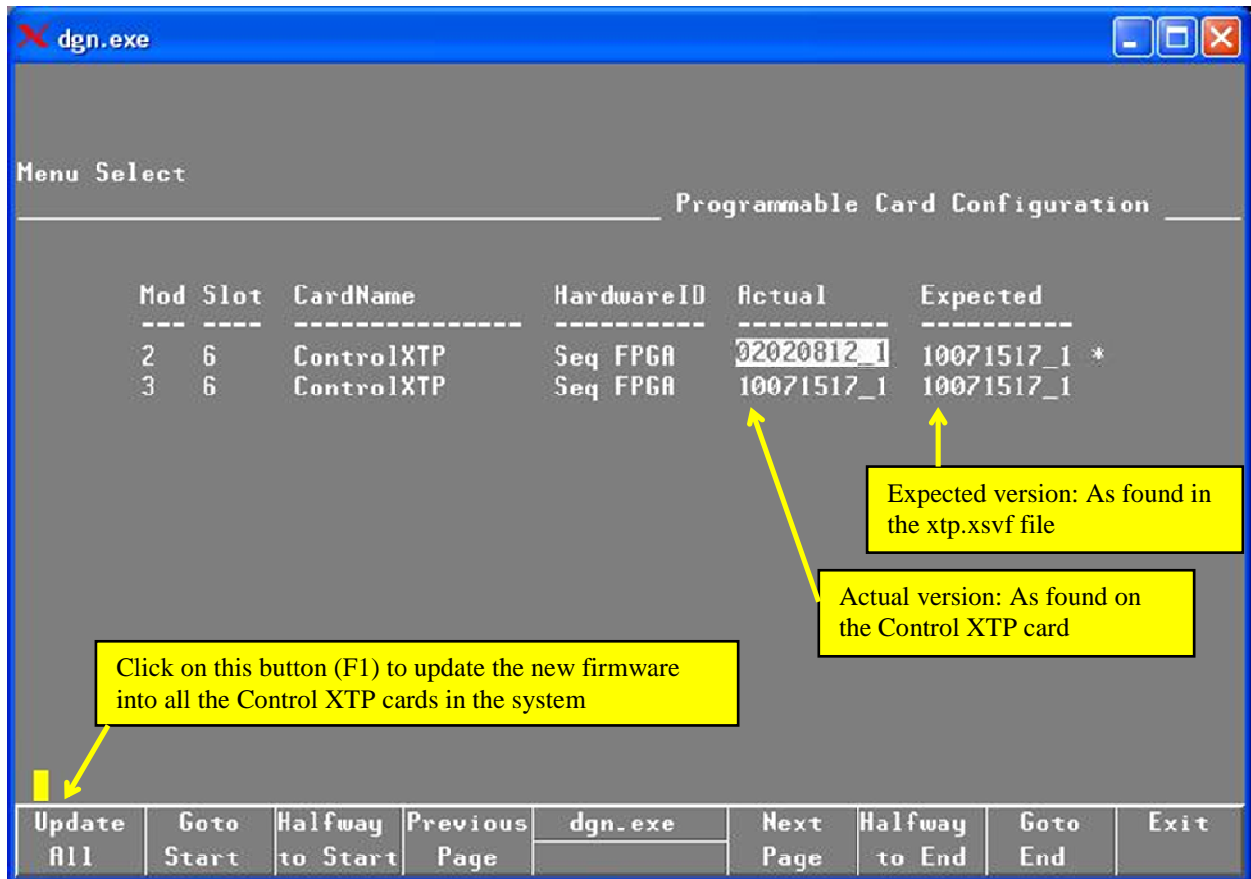 dgn.exe
Menu Select
Programmable Card Configuration
Mod Slot CardName HardwareID Actual Expected
--- ---- --------------- ---------- ---------- ----------
2 6 ControlXTP Seq FPGA 02020812_1 10071517_1 *
3 6 ControlXTP Seq FPGA 10071517_1 10071517_1
Expected version: As found in
the xtp.xsvf file
Actual version: As found on
the Control XTP card
Click on this button (F1) to update the new firmware
into all the Control XTP cards in the system
Update Goto Halfway Previous dgn.exe Next Halfway Goto Exit
All Start to Start Page Page to End End